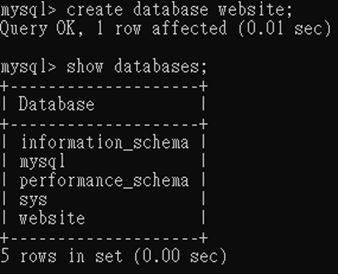 mysql> create database website;
Query OK, 1 row affected (0.01 sec)
mysql> show databases;
+--------------------+
| Database           |
+--------------------+
| information_schema |
| mysql              |
| performance_schema |
| sys                |
| website            |
+--------------------+
5 rows in set (0.00 sec)